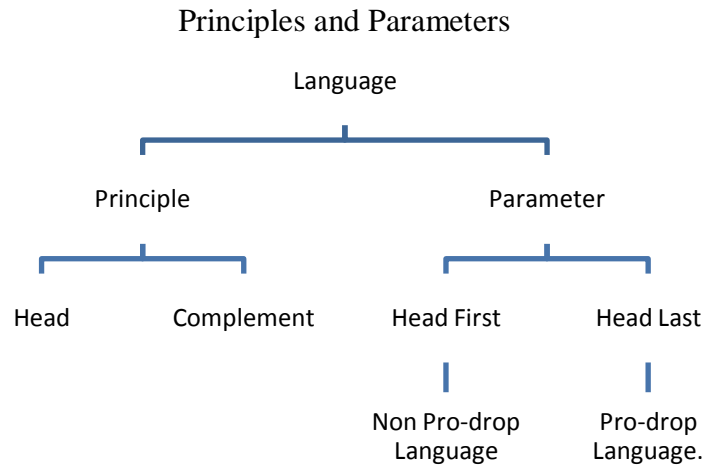 Principles and Parameters
Language
Principle
Parameter
Head
Complement
Head First
Head Last
Non Pro-drop
Language
Pro-drop
Language.